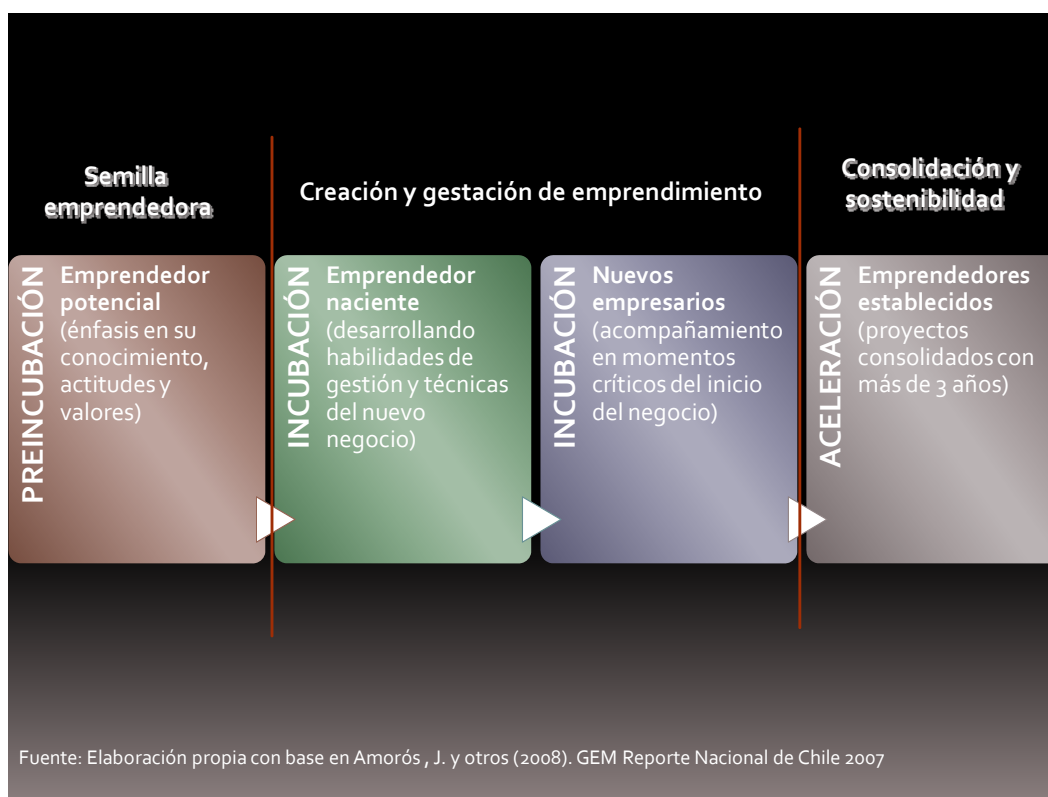 Semilla
emprendedora
Creación y gestación de emprendimiento
Consolidación y
sostenibilidad
PREINCUBACIÓN
Emprendedor
potencial
(énfasis en su
conocimiento,
actitudes y
valores)
INCUBACIÓN
Emprendedor
naciente
(desarrollando
habilidades de
gestión y técnicas
del nuevo
negocio)
INCUBACIÓN
Nuevos
empresarios
(acompañamiento
en momentos
críticos del inicio
del negocio)
ACELERACIÓN
Emprendedores
establecidos
(proyectos
consolidados con
más de 3 años)
Fuente: Elaboración propia con base en Amorós , J. y otros (2008). GEM Reporte Nacional de Chile 2007